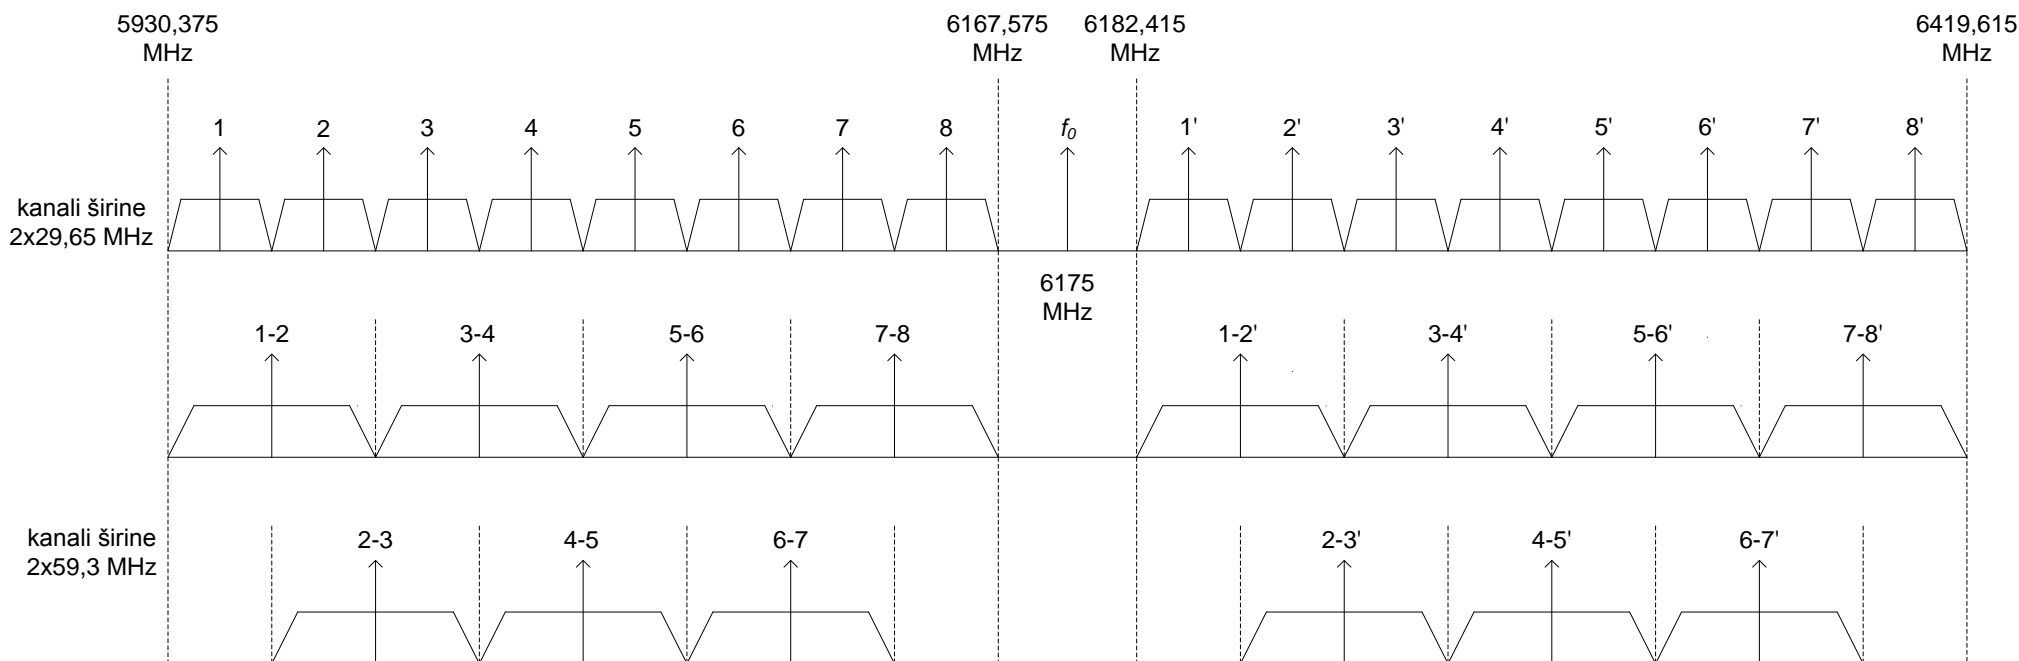 5930,375
MHz
6167,575
MHz
6182,415
MHz
6419,615
MHz
1 2 3 4 5 6 7 8 f0 1' 2' 3' 4' 5' 6' 7' 8'
kanali širine
2x29,65 MHz
6175
MHz
1-2 3-4 5-6 7-8 1-2' 3-4' 5-6' 7-8'
kanali širine
2x59,3 MHz
2-3 4-5 6-7 2-3' 4-5' 6-7'